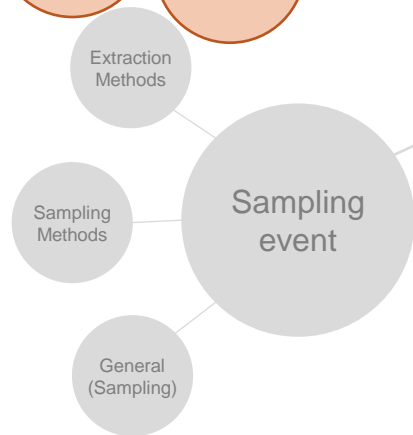 Extraction
Methods
Sampling
Methods
Sampling
event
General
(Sampling)